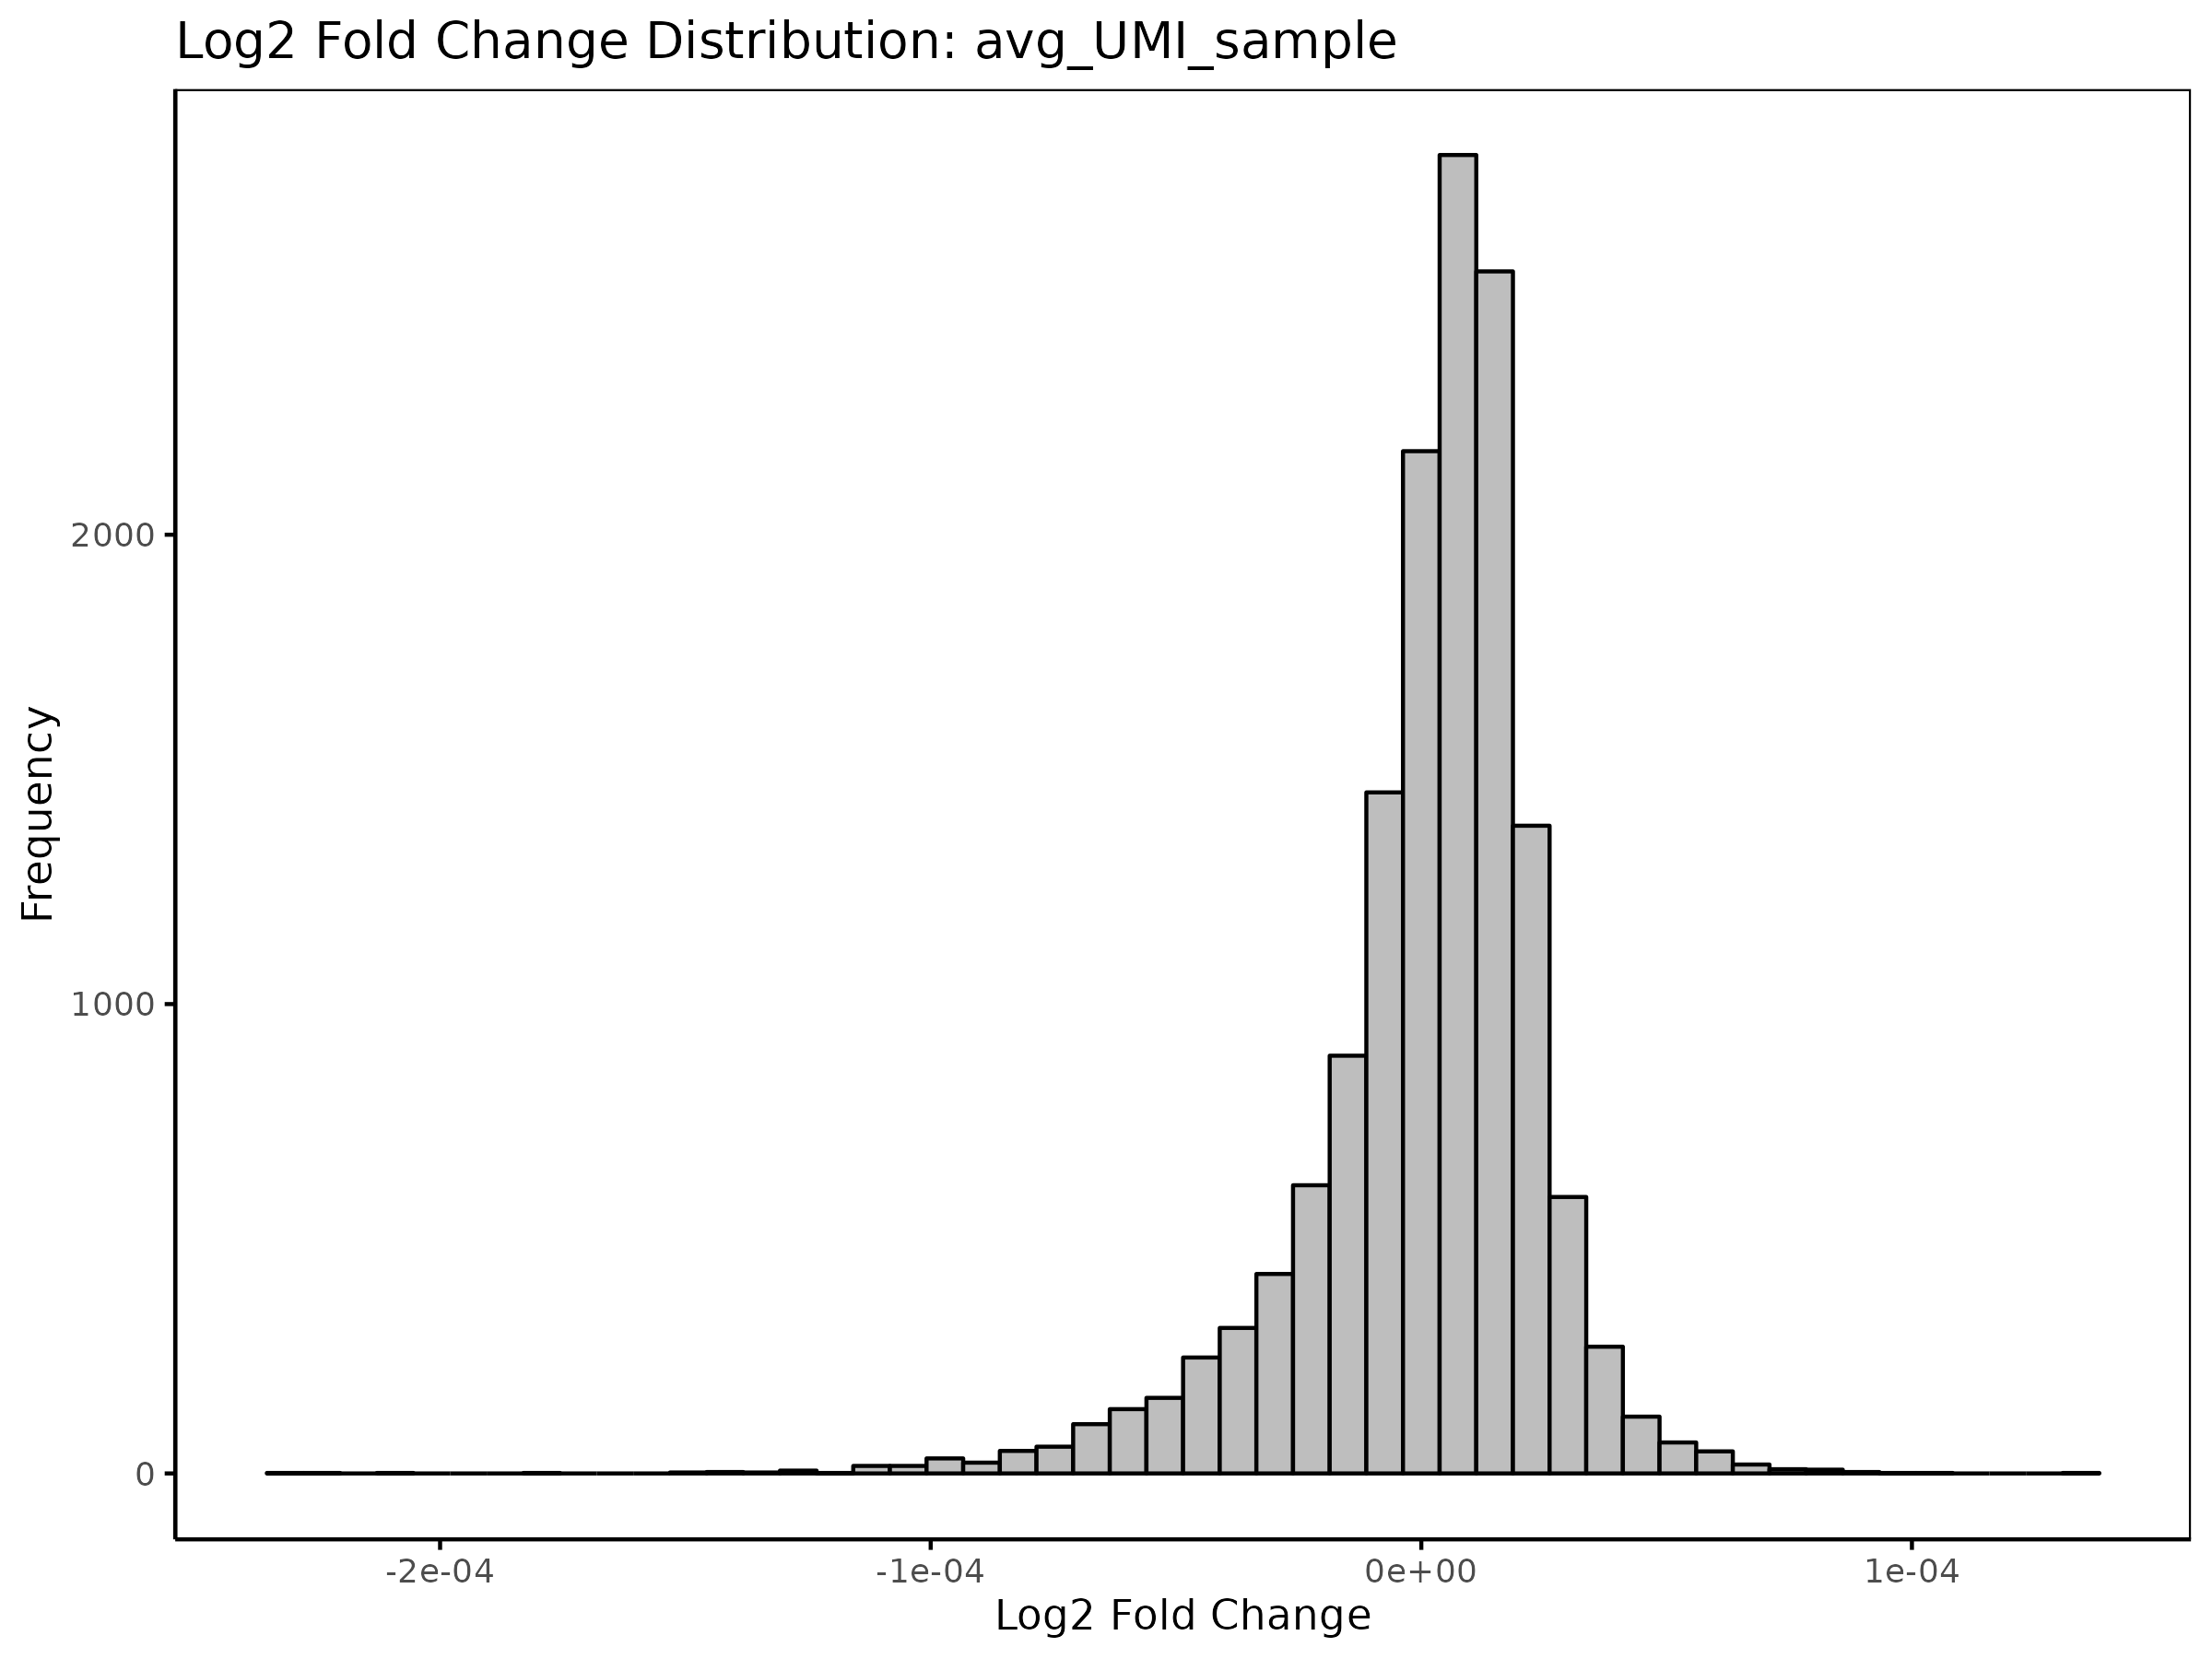 Log2 Fold Change Distribution: avg_UMI_sample
Frequency
2000
1000
0
-2e-04
-1e-04
0e+00
1e-04
Log2 Fold Change